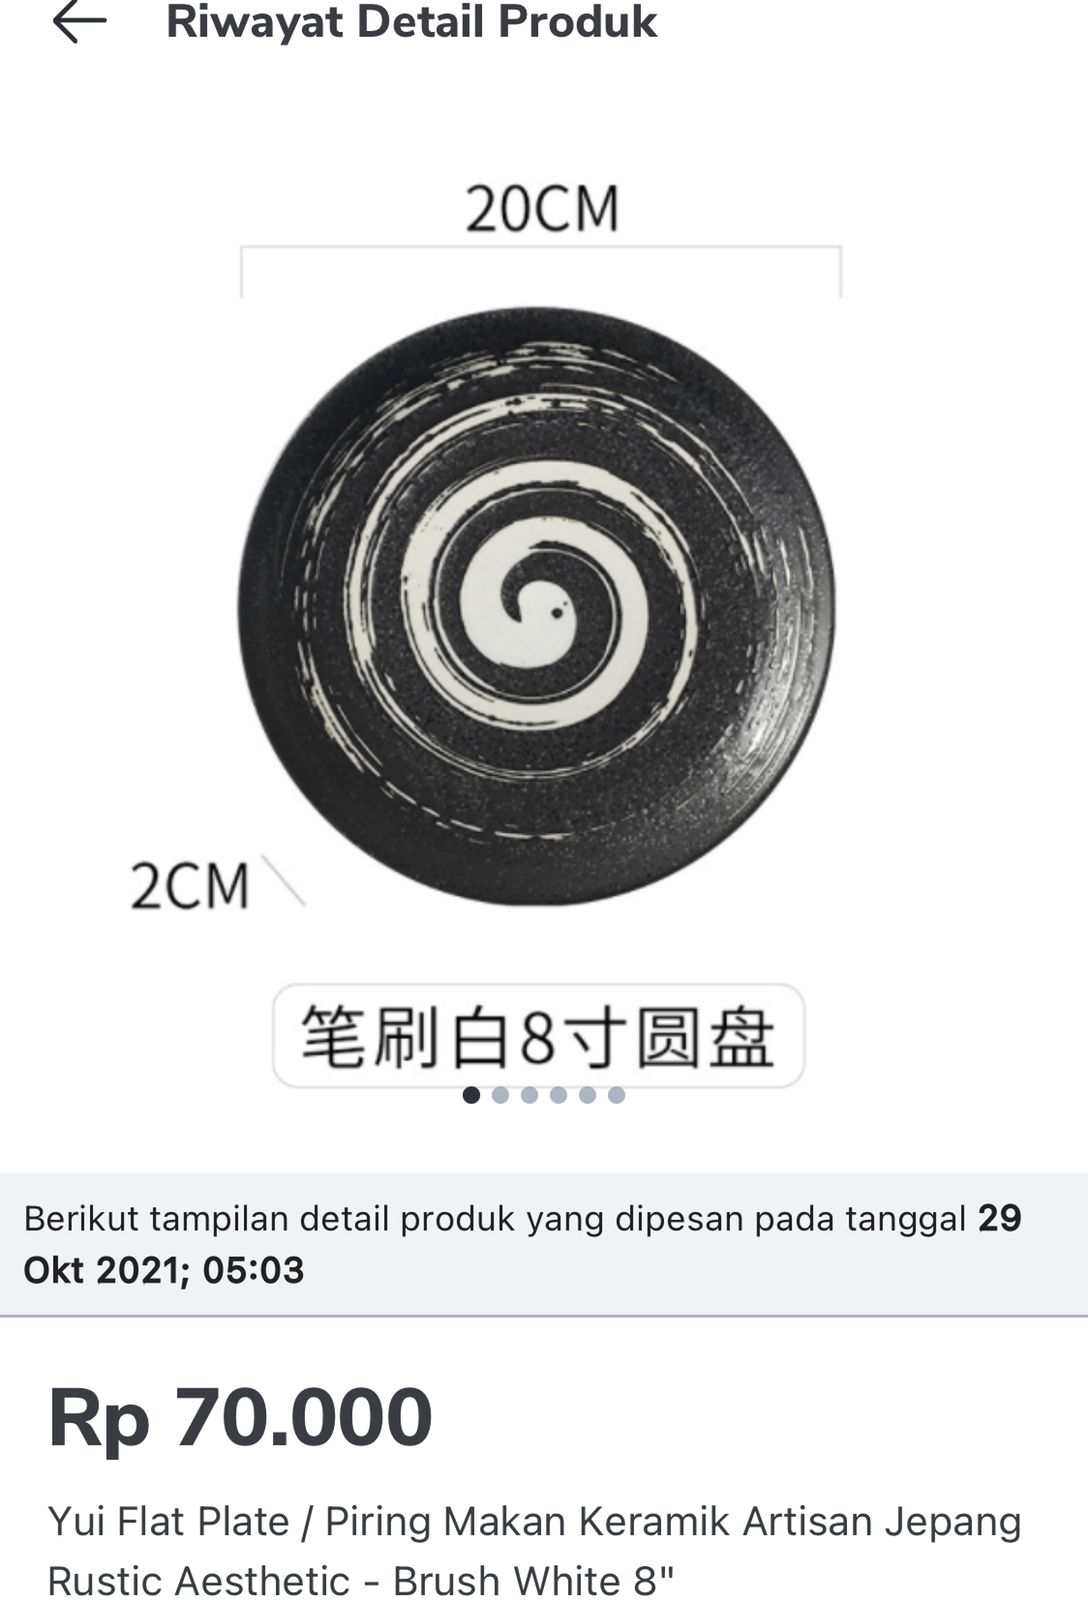 Riwayat Detail Produk
20CM
2CM
笔刷白8寸圆盘
Berikut tampilan detail produk yang dipesan pada tanggal 29
Okt 2021; 05:03
Rp 70.000
Yui Flat Plate / Piring Makan Keramik Artisan Jepang
Rustic Aesthetic - Brush White 8"